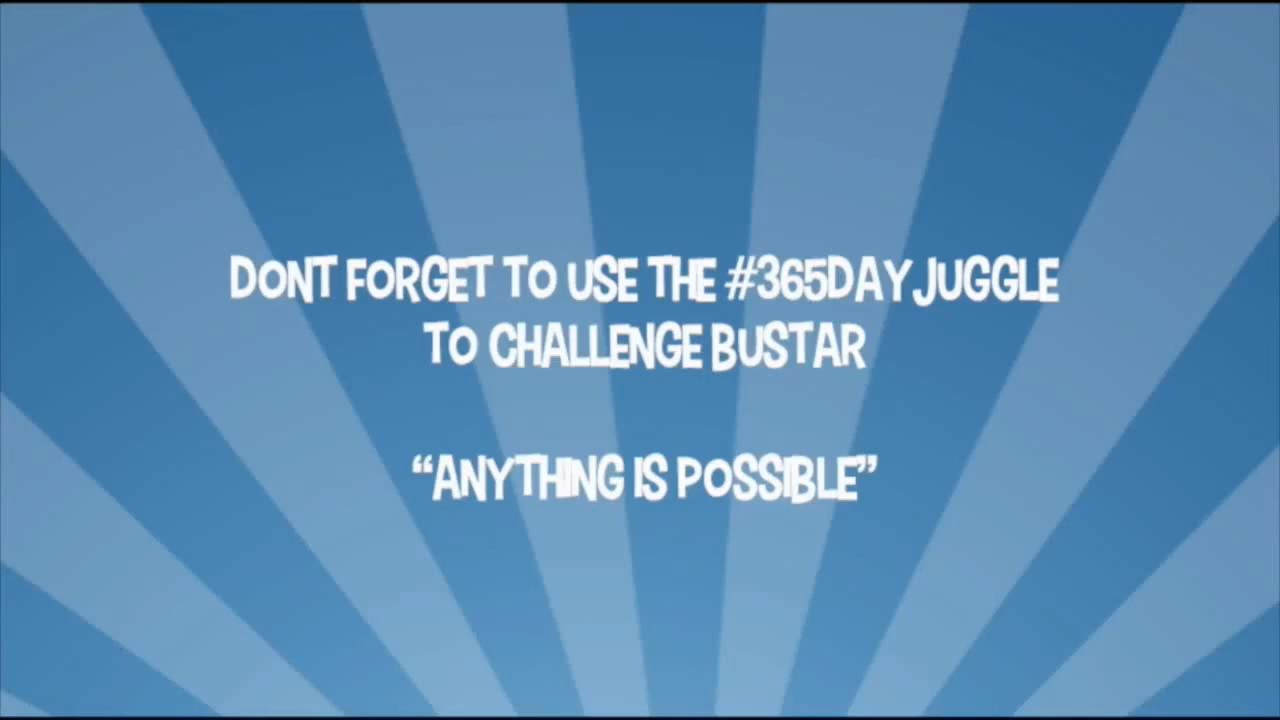 DONT FORGET TO USE THE #365DAYJUGGLE
TO CHALLENGE BUSTAR
“ANYTHING IS POSSIBLE”